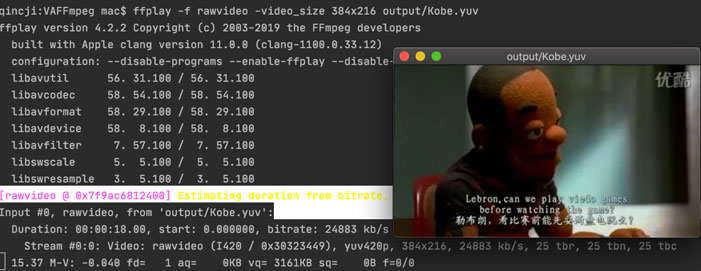 qincji:VAFFmpeg mac$ ffplay -f rawvideo -video_size 384x216 output/Kobe.yuv
ffplay version 4.2.2 Copyright (c) 2003-2019 the FFmpeg developers
built with Apple clang version 11.0.0 (clang-1100.0.33.12)
configuration: --disable-programs --enable-ffplay --disable-
libavutil 56. 31.100 / 56. 31.100
libavcodec 58. 54.100 / 58. 54.100
libavformat 58. 29.100 / 58. 29.100
libavdevice 58. 8.100 / 58. 8.100
libavfilter 7. 57.101 / 7. 57.101
libswscale 5. 5.100 / 5. 5.100
libswresample 3. 5.100 / 3. 5.100
[rawvideo @ 0x7f9ac6812400] Estimating duration from bitrate,
Input #0, rawvideo, from 'output/Kobe.yuv':
Duration: 00:00:18.00, start: 0.000000, bitrate: 24883 kb/s
Stream #0:0: Video: rawvideo (I420 / 0x30323449), yuv420p, 384x216, 24883 kb/s, 25 tbr, 25 tbn, 25 tbc
15.37 M-V: -0.040 fd= 1 aq= 0KB vq= 3161KB sq= 0B f=0/0
output/Kobe.yuv
优酷
Lebron,can we play viedo games
before watching the game?
勒布朗，看比赛前能先玩两盘电玩么？